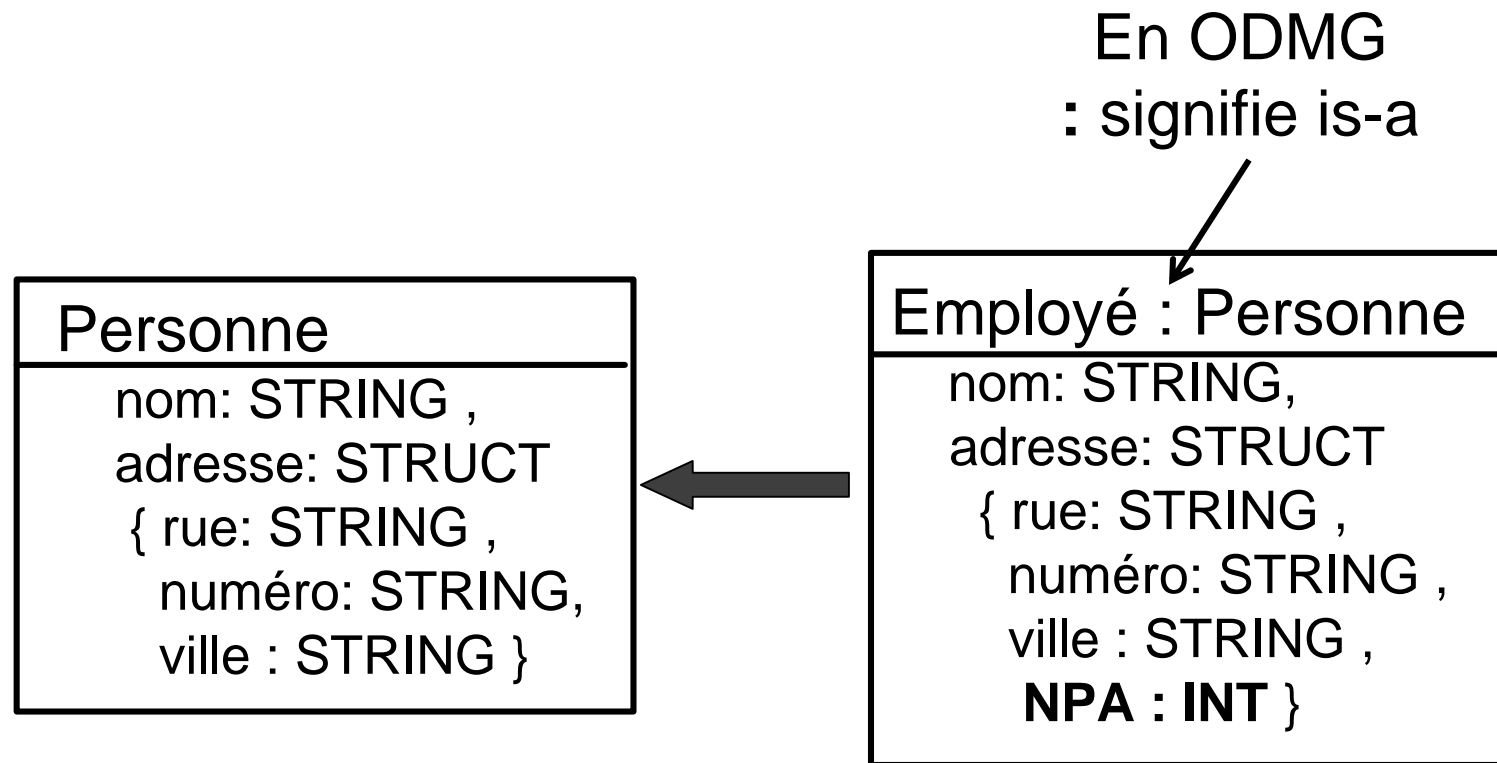 En ODMG
: signifie is-a
Personne
nom: STRING ,
adresse: STRUCT
{ rue: STRING ,
numéro: STRING,
ville : STRING }
Employé : Personne
nom: STRING,
adresse: STRUCT
{ rue: STRING ,
numéro: STRING ,
ville : STRING ,
NPA : INT }